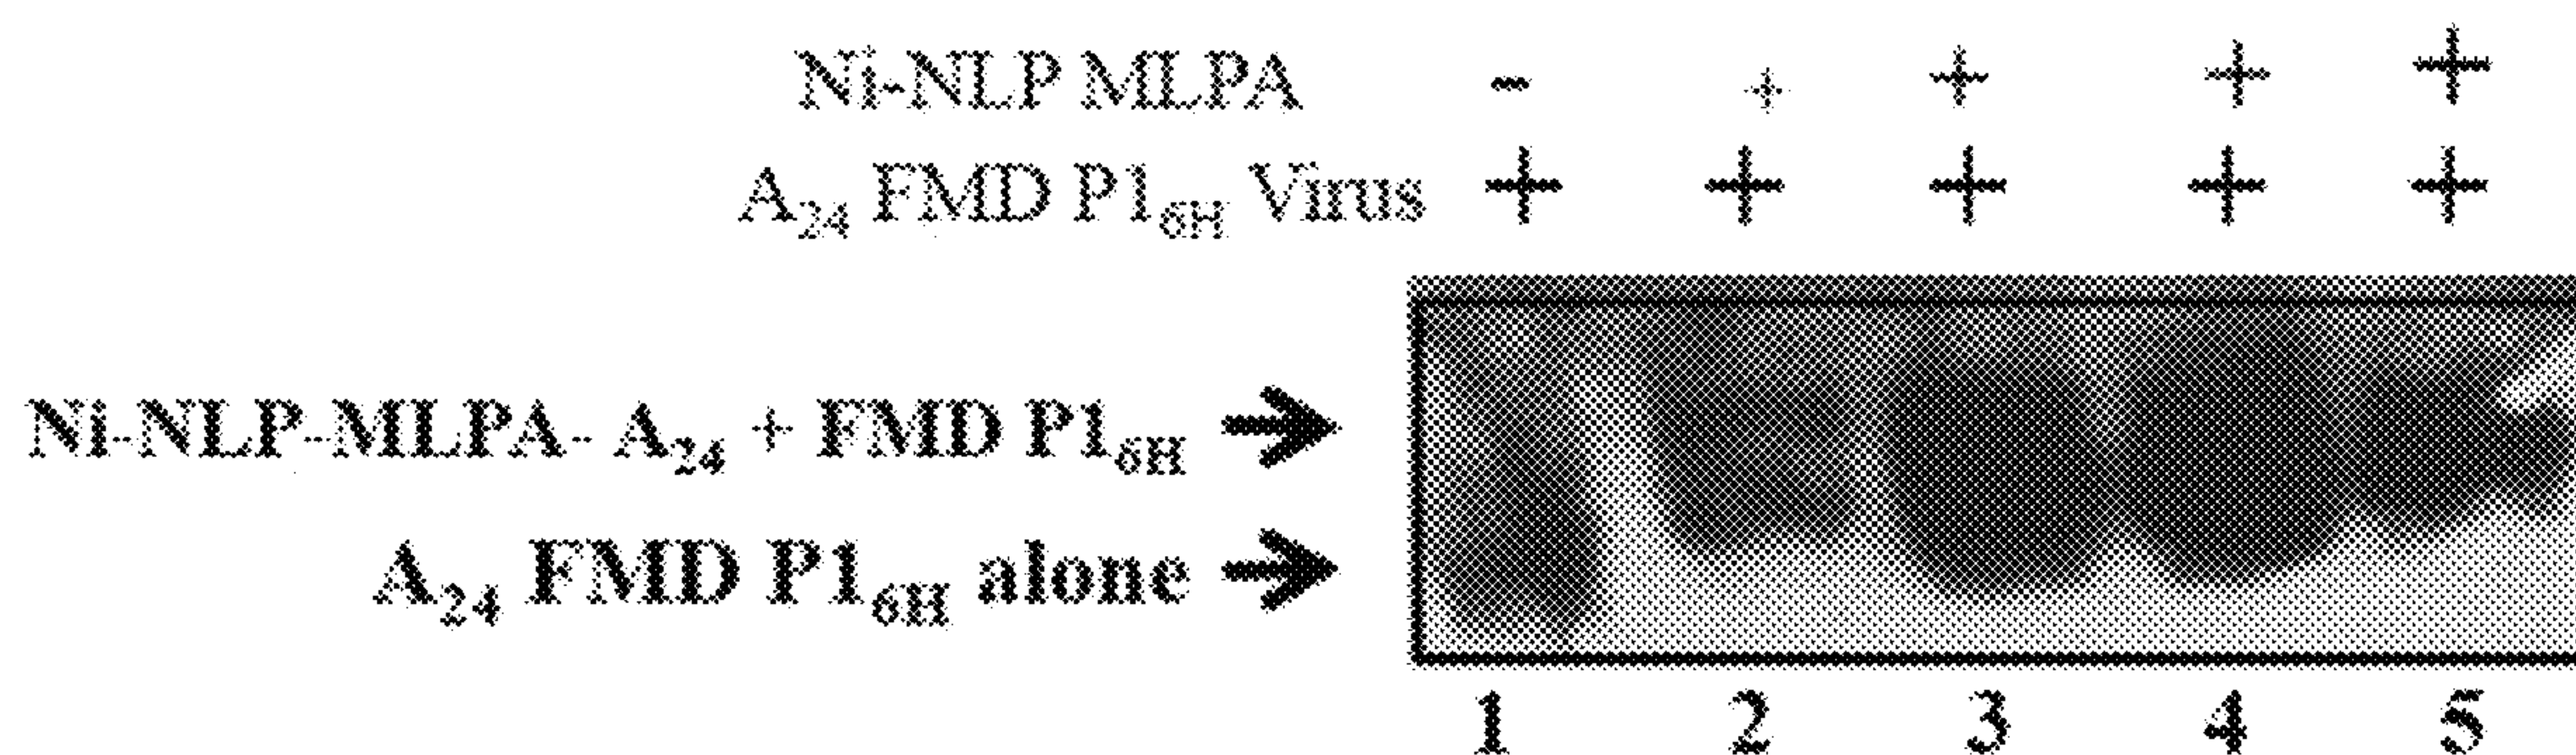 Ni-NLP MLPA - + + + +
A24 FMD P16H Virus + + + + +
Ni-NLP-MLPA- A24 + FMD P16H →
A24 FMD P16H alone →
1 2 3 4 5